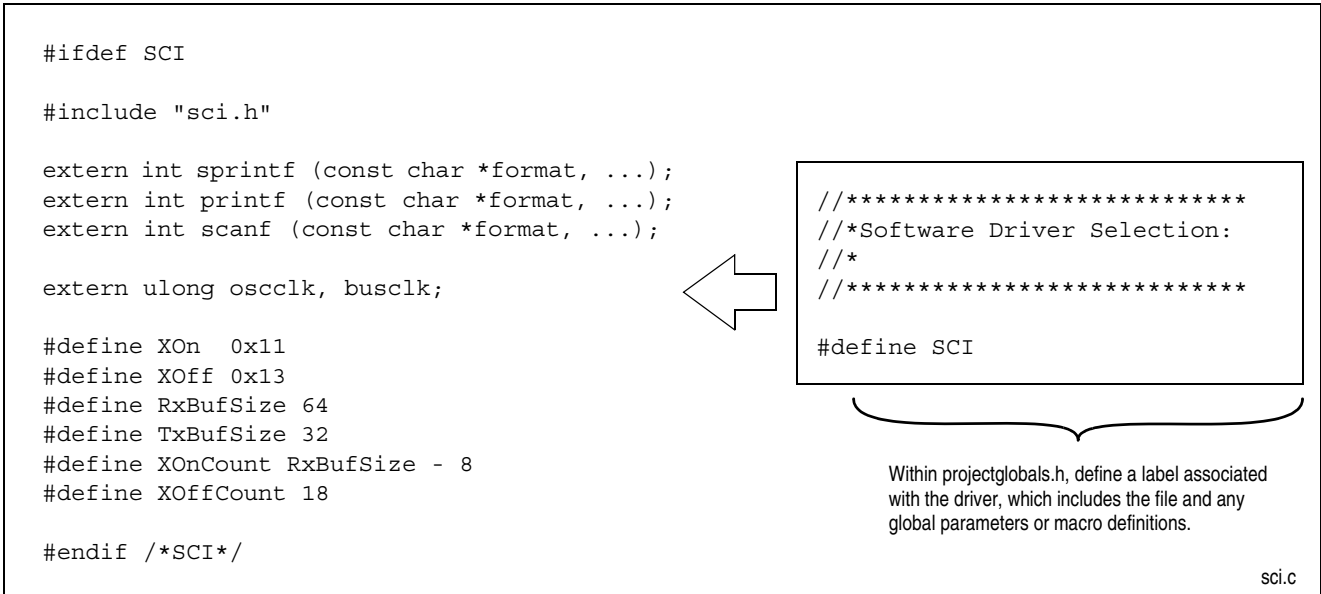 #ifdef SCI
#include "sci.h"
extern int sprintf (const char *format, ...);
extern int printf (const char *format, ...);
extern int scanf (const char *format, ...);
extern ulong oscclk, busclk;
#define XOn  0x11
#define XOff 0x13
#define RxBufSize 64
#define TxBufSize 32
#define XOnCount RxBufSize - 8
#define XOffCount 18
#endif /*SCI*/
//****************************
//*Software Driver Selection:
//*
//****************************
#define SCI
Within projectglobals.h, define a label associated
with the driver, which includes the file and any
global parameters or macro definitions.
sci.c